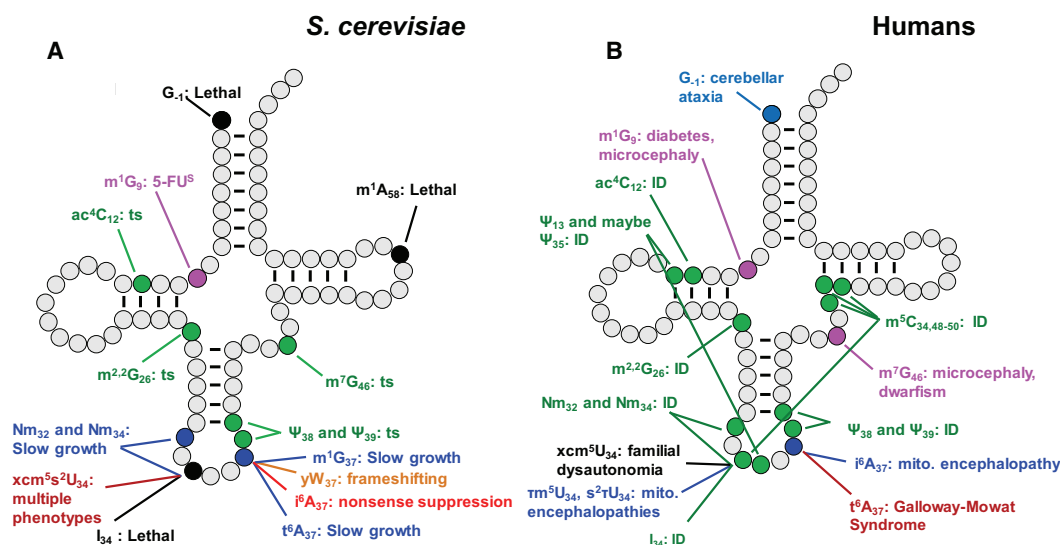 S. cerevisiae
Humans
A
G₋₁: Lethal
m¹G₉: 5-FUˢ
m¹A₅₈: Lethal
ac⁴C₁₂: ts
m²,²G₂₆: ts
m⁷G₄₆: ts
Nm₃₂ and Nm₃₄:
Slow growth
Ψ₃₈ and Ψ₃₉: ts
m¹G₃₇: Slow growth
yW₃₇: frameshifting
xcm⁵s²U₃₄:
multiple
phenotypes
i⁶A₃₇: nonsense suppression
t⁶A₃₇: Slow growth
I₃₄ : Lethal
B
G₋₁: cerebellar
ataxia
m¹G₉: diabetes,
microcephaly
ac⁴C₁₂: ID
Ψ₁₃ and maybe
Ψ₃₅: ID
m⁵C₃₄,₄₈₋₅₀: ID
m²,²G₂₆: ID
m⁷G₄₆: microcephaly,
dwarfism
Nm₃₂ and Nm₃₄: ID
Ψ₃₈ and Ψ₃₉: ID
xcm⁵U₃₄: familial
dysautonomia
i⁶A₃₇: mito. encephalopathy
τm⁵U₃₄, s²τU₃₄: mito.
encephalopathies
t⁶A₃₇: Galloway-Mowat
Syndrome
I₃₄: ID